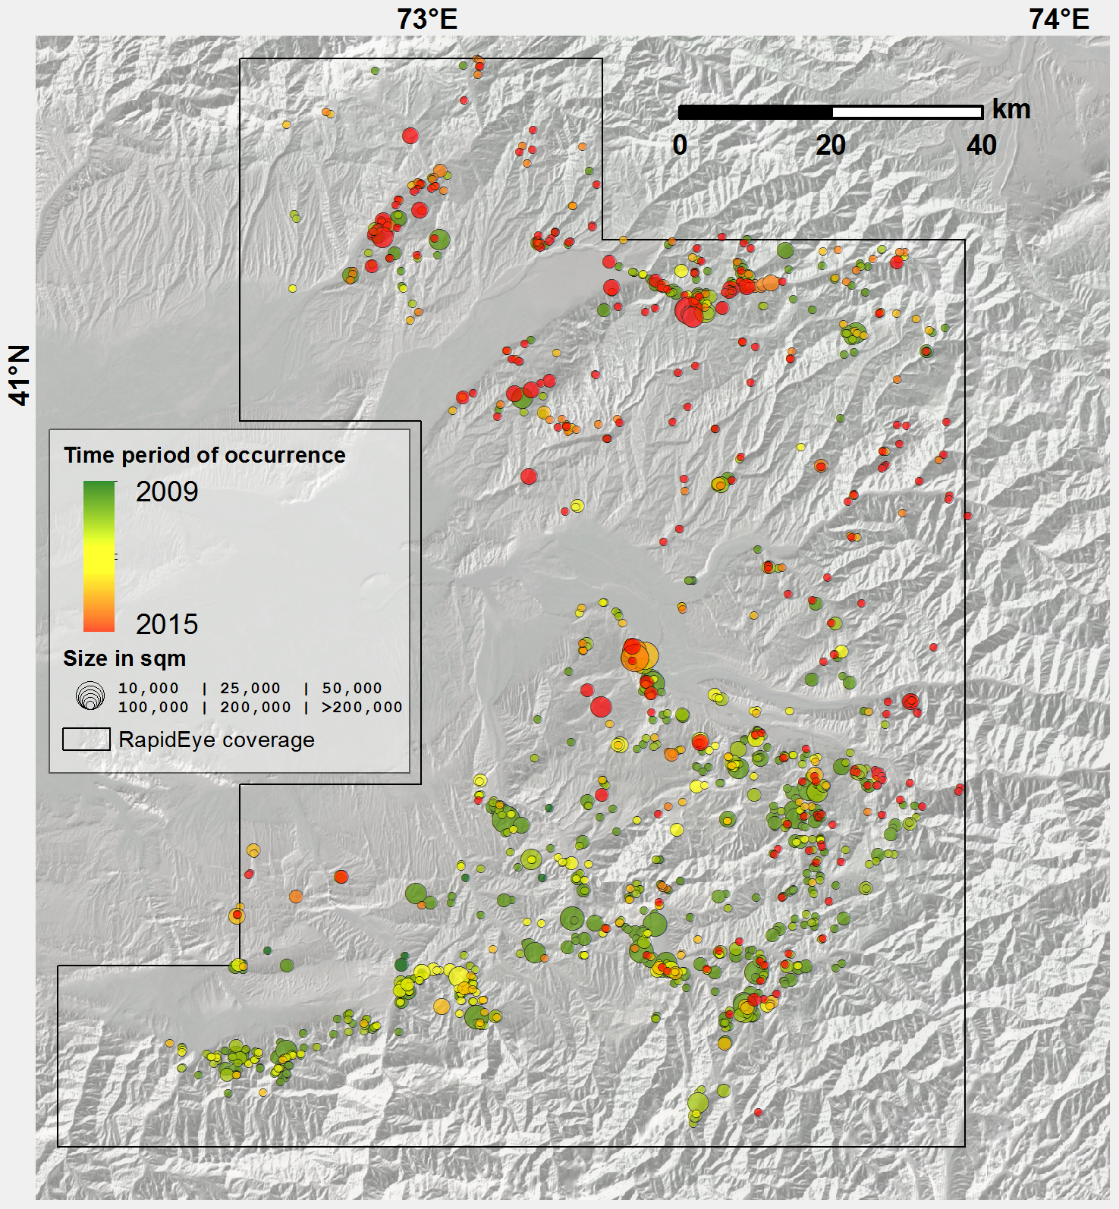 73°E 74°E
km
0 20 40
41°N
Time period of occurrence
2009
2015
Size in sqm
10,000 | 25,000 | 50,000
100,000 | 200,000 | >200,000
RapidEye coverage